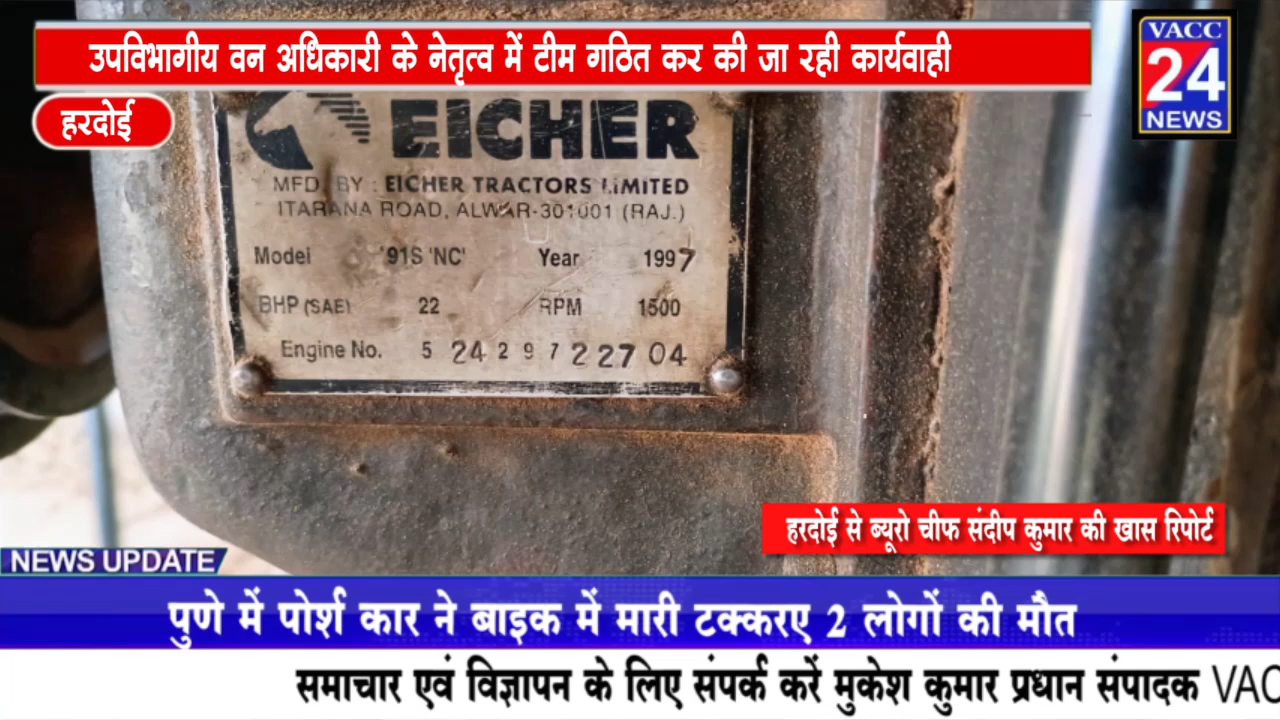 उपविभागीय वन अधिकारी के नेतृत्व में टीम गठित कर की जा रही कार्यवाही
VACC
24
NEWS
हरदोई
EICHER
MFD. BY : EICHER TRACTORS LIMITED
ITARANA ROAD, ALWAR-301001 (RAJ.)
Model '91S 'NC' Year 1997
BHP (SAE) 22 RPM 1500
Engine No. 5 24 2 9 7 2 27 04
हरदोई से ब्यूरो चीफ संदीप कुमार की खास रिपोर्ट
NEWS UPDATE
पुणे में पोर्श कार ने बाइक में मारी टक्करए 2 लोगों की मौत
समाचार एवं विज्ञापन के लिए संपर्क करें मुकेश कुमार प्रधान संपादक VAC